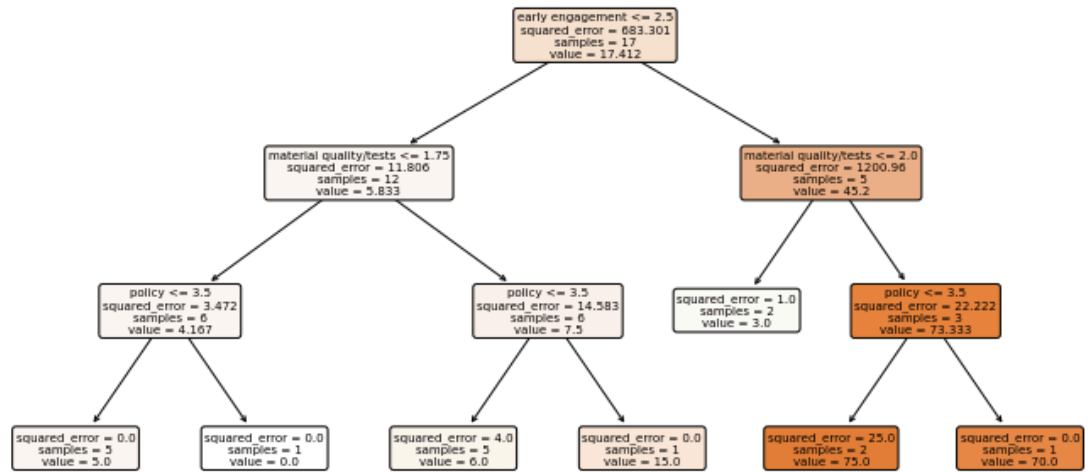 early engagement <= 2.5
squared_error = 683.301
samples = 17
value = 17.412
material quality/tests <= 1.75
squared_error = 11.806
samples = 12
value = 5.833
material quality/tests <= 2.0
squared_error = 1200.96
samples = 5
value = 45.2
policy <= 3.5
squared_error = 3.472
samples = 6
value = 4.167
policy <= 3.5
squared_error = 14.583
samples = 6
value = 7.5
squared_error = 1.0
samples = 2
value = 3.0
policy <= 3.5
squared_error = 22.222
samples = 3
value = 73.333
squared_error = 0.0
samples = 5
value = 5.0
squared_error = 0.0
samples = 1
value = 0.0
squared_error = 4.0
samples = 5
value = 6.0
squared_error = 0.0
samples = 1
value = 15.0
squared_error = 25.0
samples = 2
value = 75.0
squared_error = 0.0
samples = 1
value = 70.0